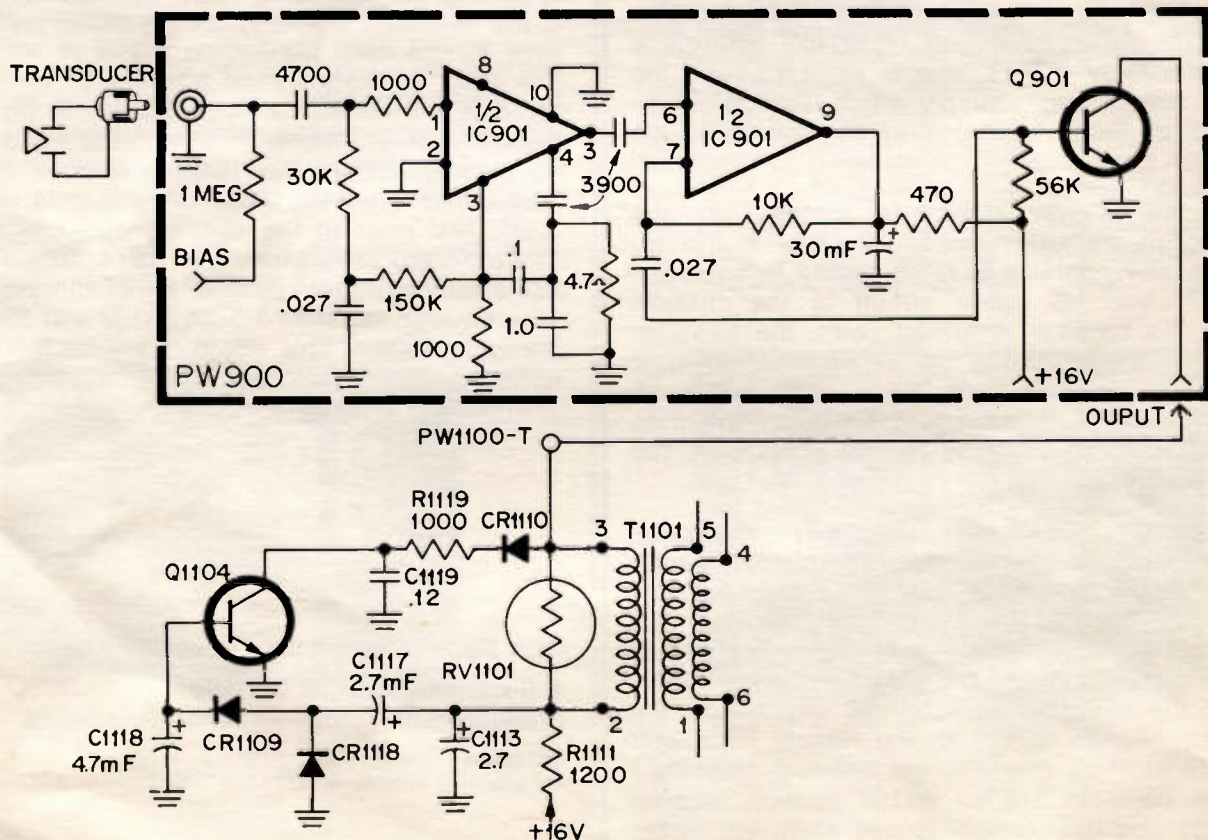 TRANSDUCER
4700
1000
8
10
1/2
IC901
1
2
3
4
3
3900
1 MEG
30K
BIAS
.027
150K
1000
.1
1.0
4.7Ω
6
7
12
IC901
9
10K
.027
30mF
+
470
Q901
56K
+16V
PW900
OUPUT
PW1100-T
R1119
1000
CR1110
3
T1101
5
4
Q1104
C1119
.12
RV1101
C1117
2.7mF
+
2
1
6
C1118
4.7mF
+
CR1109
CR1118
+
C1113
2.7
R1111
1200
+16V